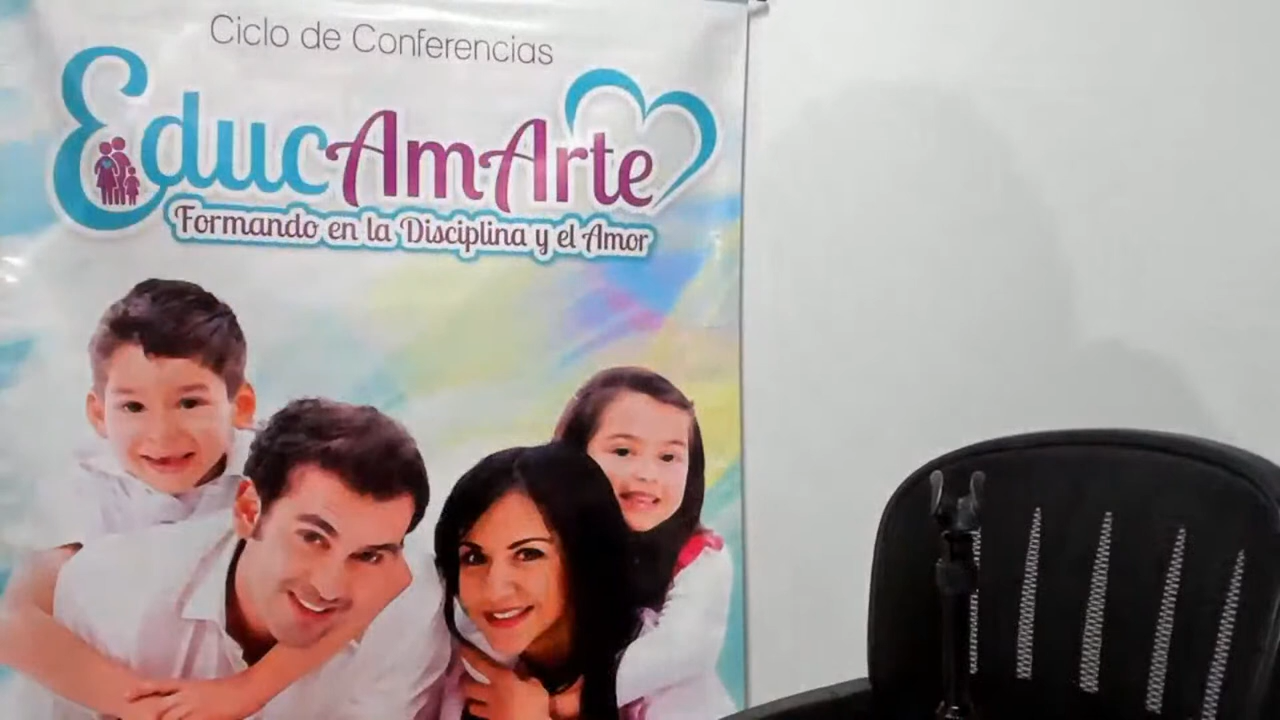 Ciclo de Conferencias
EducAmArte
Formando en la Disciplina y el Amor